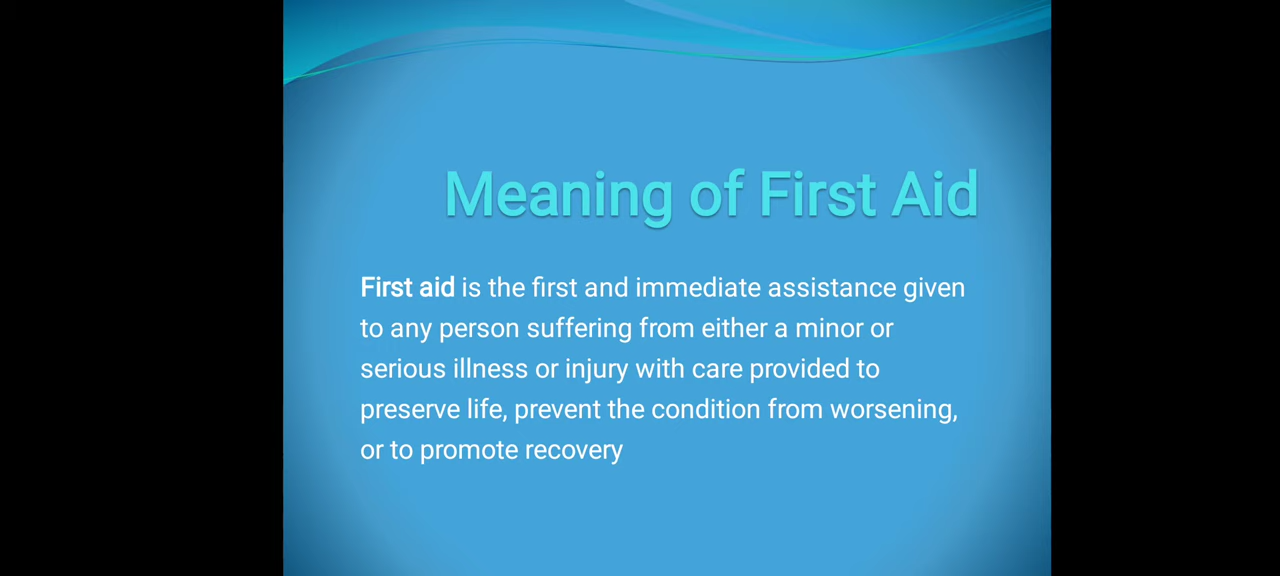 Meaning of First Aid
First aid is the first and immediate assistance given
to any person suffering from either a minor or
serious illness or injury with care provided to
preserve life, prevent the condition from worsening,
or to promote recovery